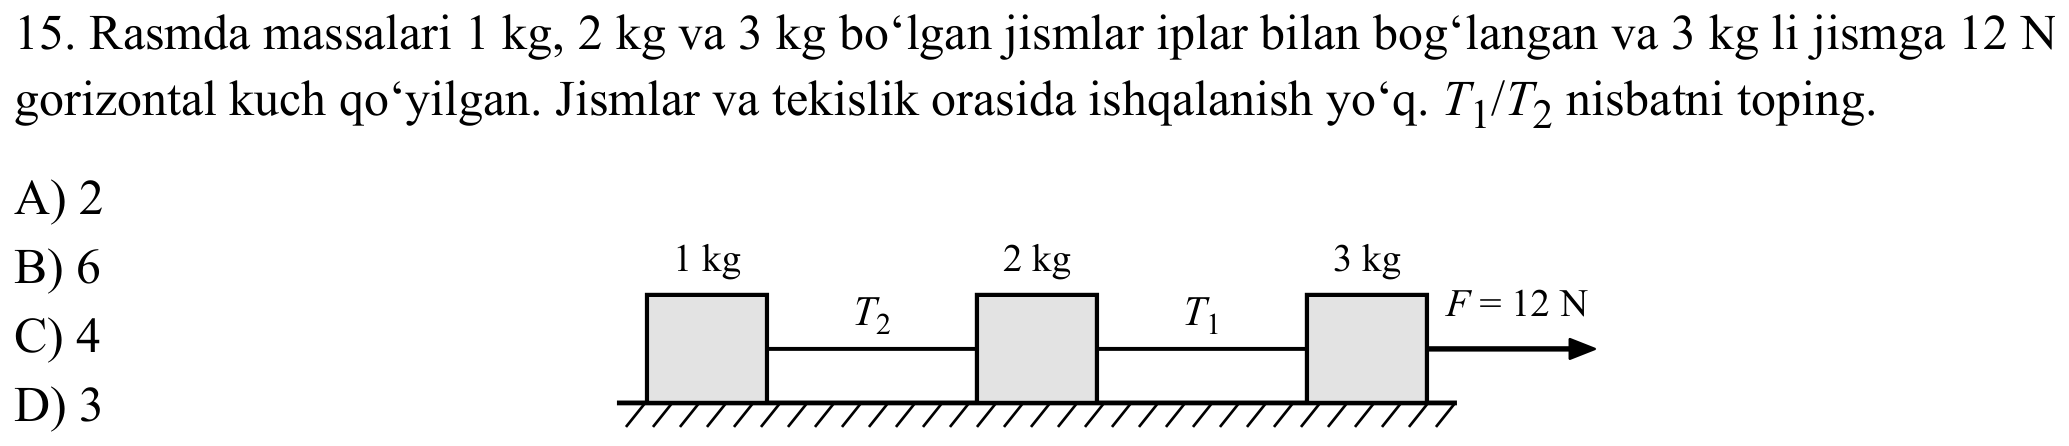 15. Rasmda massalari 1 kg, 2 kg va 3 kg bo‘lgan jismlar iplar bilan bog‘langan va 3 kg li jismga 12 N
gorizontal kuch qo‘yilgan. Jismlar va tekislik orasida ishqalanish yo‘q. T₁/T₂ nisbatni toping.
A) 2
B) 6
C) 4
D) 3
1 kg 2 kg 3 kg
T₂ T₁ F = 12 N